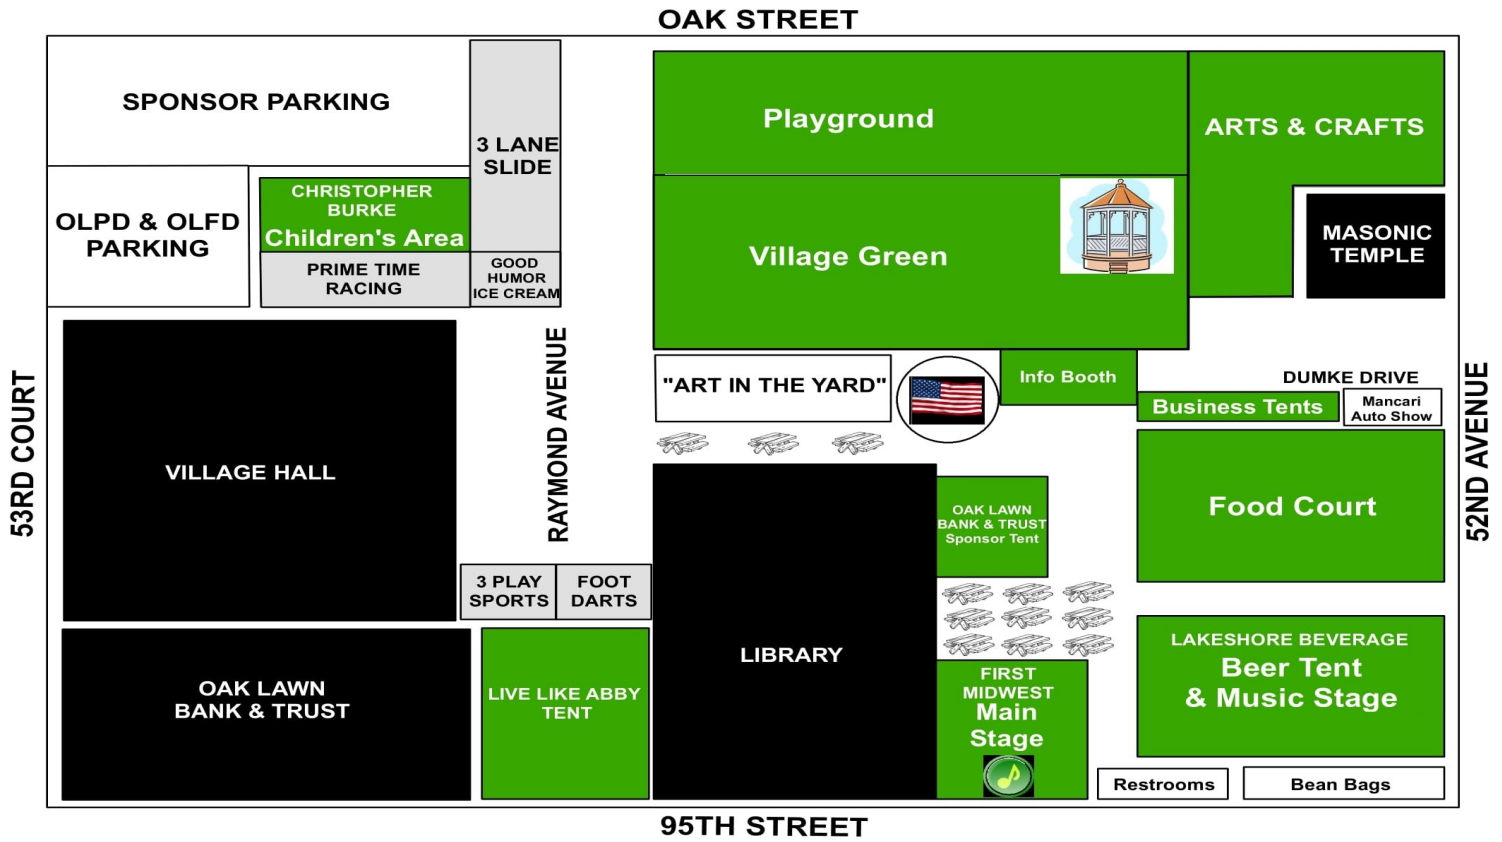 OAK STREET
SPONSOR PARKING
3 LANE
SLIDE
Playground
ARTS & CRAFTS
OLPD & OLFD
PARKING
CHRISTOPHER
BURKE
Children's Area
PRIME TIME
RACING
GOOD
HUMOR
ICE CREAM
Village Green
MASONIC
TEMPLE
53RD COURT
VILLAGE HALL
RAYMOND AVENUE
"ART IN THE YARD"
Info Booth
DUMKE DRIVE
Business Tents
Mancari
Auto Show
52ND AVENUE
Food Court
OAK LAWN
BANK & TRUST
Sponsor Tent
3 PLAY
SPORTS
FOOT
DARTS
LIBRARY
OAK LAWN
BANK & TRUST
LIVE LIKE ABBY
TENT
FIRST
MIDWEST
Main
Stage
LAKESHORE BEVERAGE
Beer Tent
& Music Stage
Restrooms
Bean Bags
95TH STREET